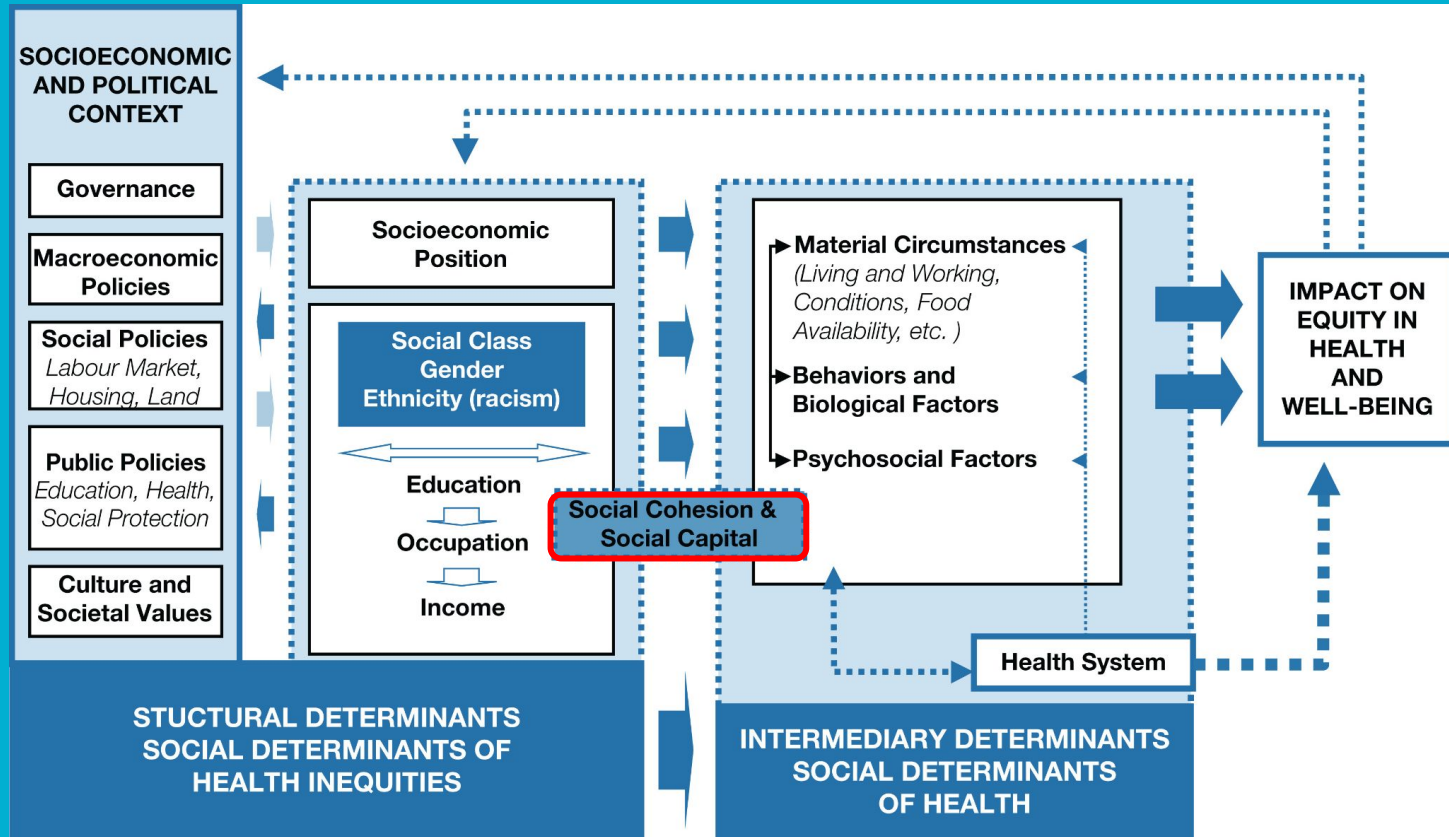 SOCIOECONOMIC
AND POLITICAL
CONTEXT
Governance
Macroeconomic
Policies
Social Policies
Labour Market,
Housing, Land
Public Policies
Education, Health,
Social Protection
Culture and
Societal Values
Socioeconomic
Position
Social Class
Gender
Ethnicity (racism)
Education
Occupation
Income
Social Cohesion &
Social Capital
Material Circumstances
(Living and Working,
Conditions, Food
Availability, etc. )
Behaviors and
Biological Factors
Psychosocial Factors
Health System
IMPACT ON
EQUITY IN
HEALTH
AND
WELL-BEING
STUCTURAL DETERMINANTS
SOCIAL DETERMINANTS OF
HEALTH INEQUITIES
INTERMEDIARY DETERMINANTS
SOCIAL DETERMINANTS
OF HEALTH